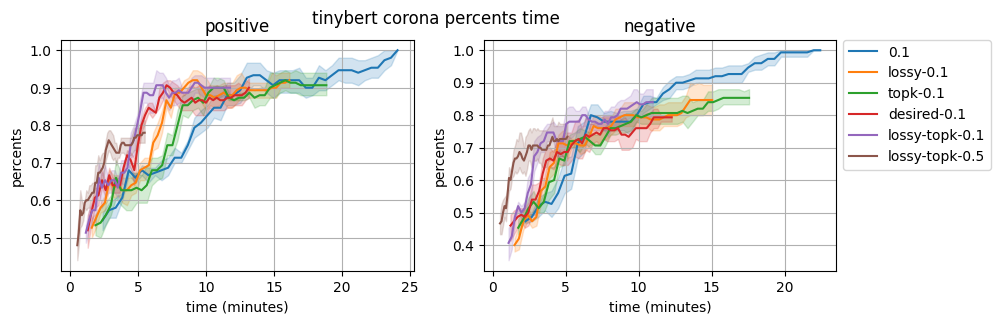 tinybert corona percents time
positive
negative
1.0
0.9
0.8
0.7
0.6
0.5
percents
0 5 10 15 20 25
time (minutes)
1.0
0.9
0.8
0.7
0.6
0.5
0.4
percents
0 5 10 15 20
time (minutes)
0.1
lossy-0.1
topk-0.1
desired-0.1
lossy-topk-0.1
lossy-topk-0.5